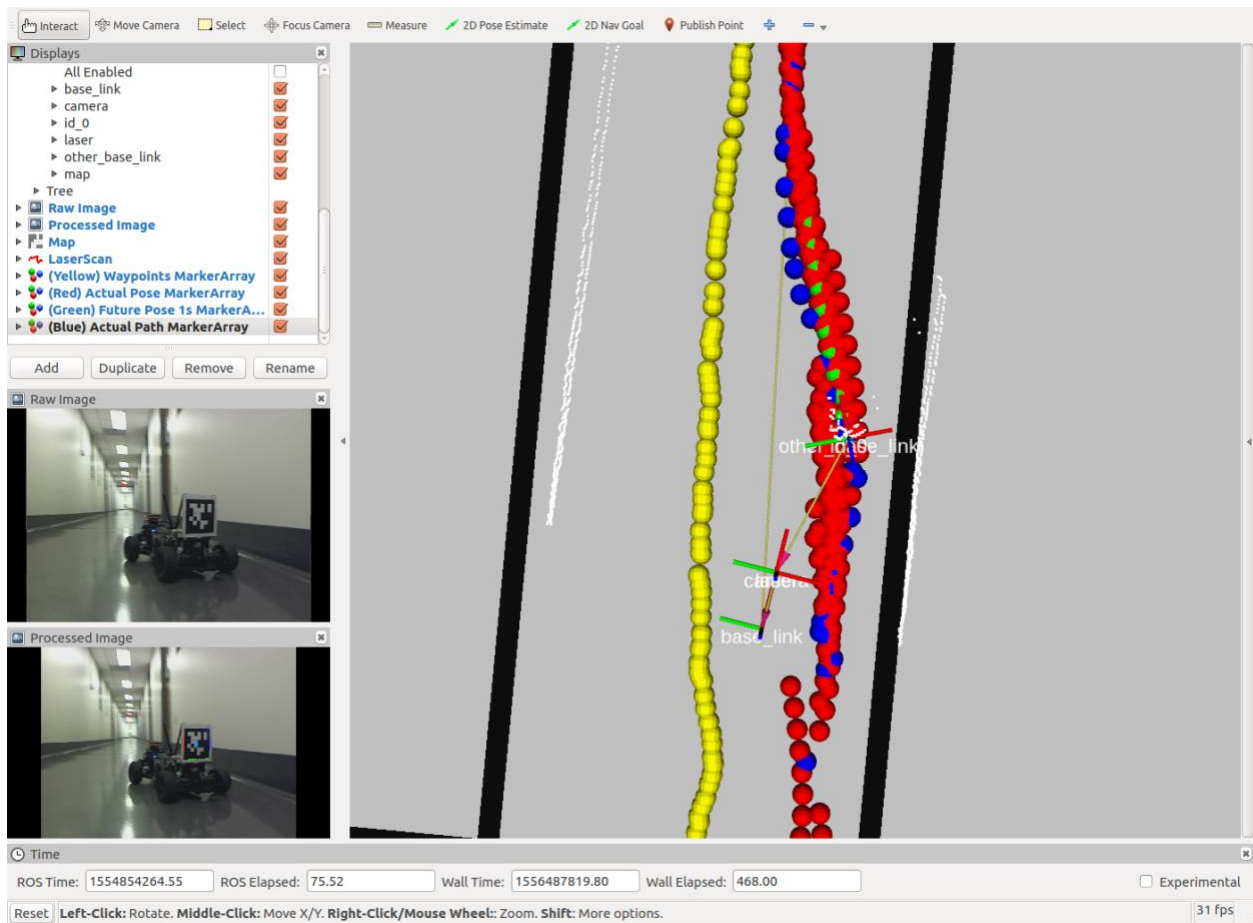 Interact Move Camera Select Focus Camera Measure 2D Pose Estimate 2D Nav Goal Publish Point
Displays
All Enabled
base_link
camera
id_0
laser
other_base_link
map
Tree
Raw Image
Processed Image
Map
LaserScan
(Yellow) Waypoints MarkerArray
(Red) Actual Pose MarkerArray
(Green) Future Pose 1s MarkerA...
(Blue) Actual Path MarkerArray
Add Duplicate Remove Rename
Raw Image
Processed Image
base_link
Time
ROS Time: 1554854264.55 ROS Elapsed: 75.52 Wall Time: 1556487819.80 Wall Elapsed: 468.00 Experimental
Reset Left-Click: Rotate. Middle-Click: Move X/Y. Right-Click/Mouse Wheel:: Zoom. Shift: More options. 31 fps